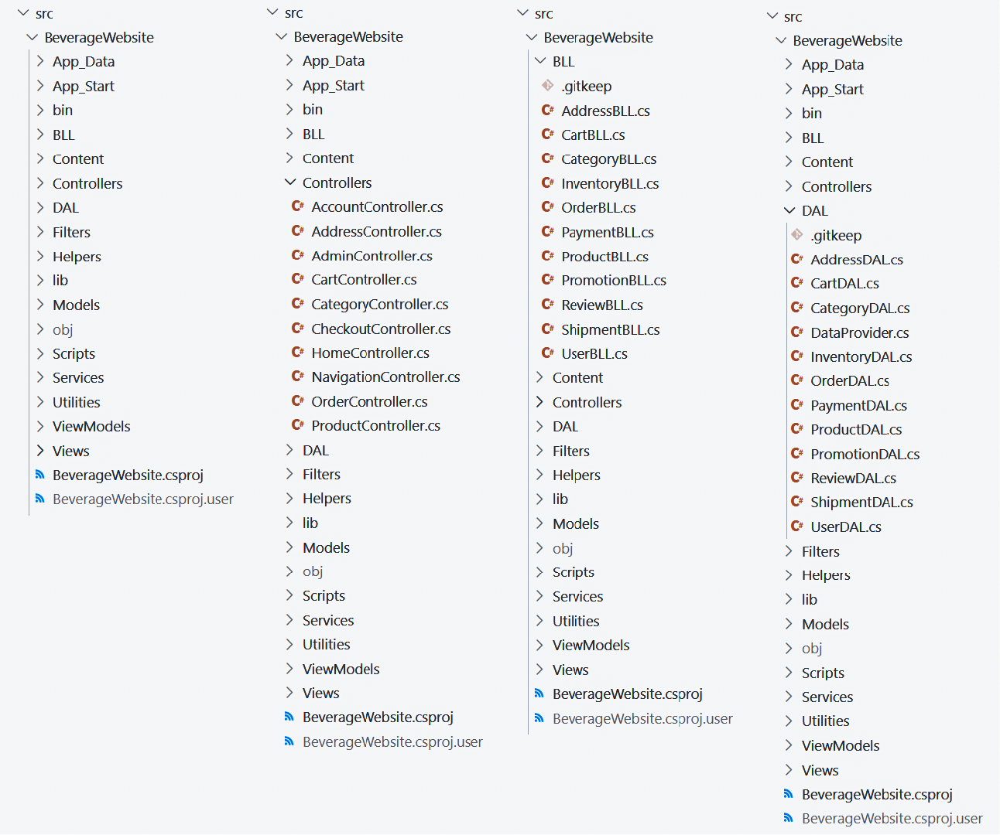 src
BeverageWebsite
App_Data
App_Start
bin
BLL
Content
Controllers
DAL
Filters
Helpers
lib
Models
obj
Scripts
Services
Utilities
ViewModels
Views
BeverageWebsite.csproj
BeverageWebsite.csproj.user
src
BeverageWebsite
App_Data
App_Start
bin
BLL
Content
Controllers
AccountController.cs
AddressController.cs
AdminController.cs
CartController.cs
CategoryController.cs
CheckoutController.cs
HomeController.cs
NavigationController.cs
OrderController.cs
ProductController.cs
DAL
Filters
Helpers
lib
Models
obj
Scripts
Services
Utilities
ViewModels
Views
BeverageWebsite.csproj
BeverageWebsite.csproj.user
src
BeverageWebsite
BLL
.gitkeep
AddressBLL.cs
CartBLL.cs
CategoryBLL.cs
InventoryBLL.cs
OrderBLL.cs
PaymentBLL.cs
ProductBLL.cs
PromotionBLL.cs
ReviewBLL.cs
ShipmentBLL.cs
UserBLL.cs
Content
Controllers
DAL
Filters
Helpers
lib
Models
obj
Scripts
Services
Utilities
ViewModels
Views
BeverageWebsite.csproj
BeverageWebsite.csproj.user
src
BeverageWebsite
App_Data
App_Start
bin
BLL
Content
Controllers
DAL
.gitkeep
AddressDAL.cs
CartDAL.cs
CategoryDAL.cs
DataProvider.cs
InventoryDAL.cs
OrderDAL.cs
PaymentDAL.cs
ProductDAL.cs
PromotionDAL.cs
ReviewDAL.cs
ShipmentDAL.cs
UserDAL.cs
Filters
Helpers
lib
Models
obj
Scripts
Services
Utilities
ViewModels
Views
BeverageWebsite.csproj
BeverageWebsite.csproj.user